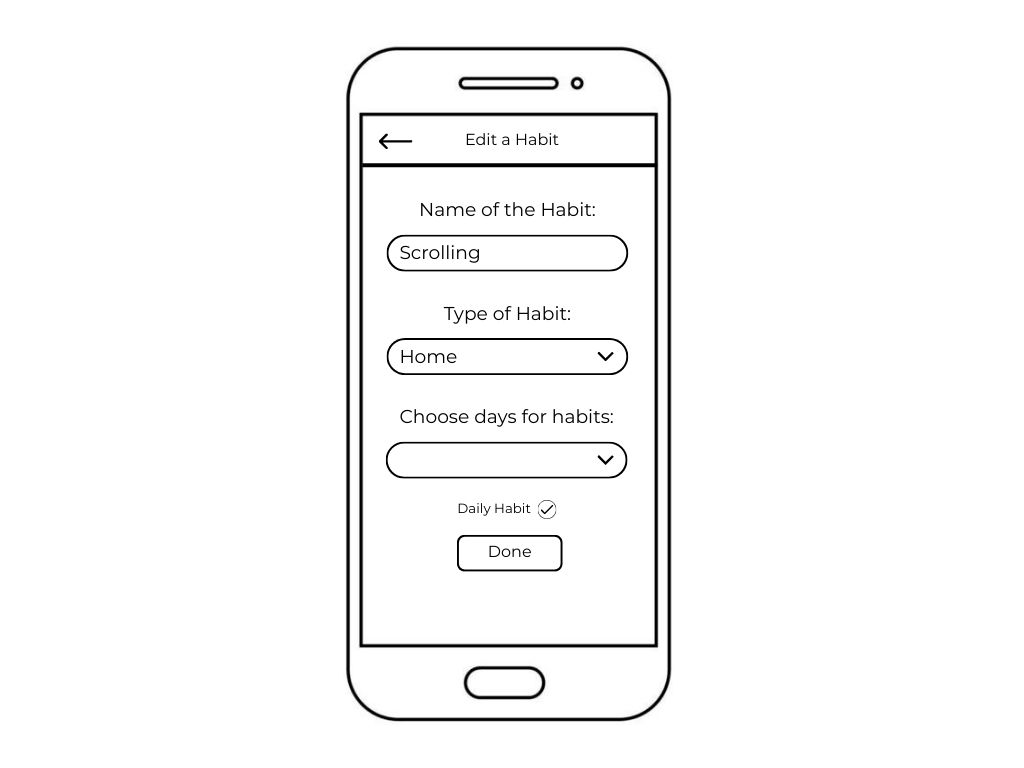 Edit a Habit
Name of the Habit:
Scrolling
Type of Habit:
Home
Choose days for habits:
Daily Habit
Done